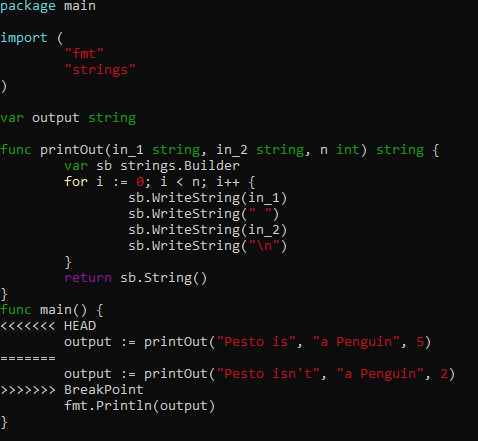 package main

import (
        "fmt"
        "strings"
)

var output string

func printOut(in_1 string, in_2 string, n int) string {
        var sb strings.Builder
        for i := 0; i < n; i++ {
                sb.WriteString(in_1)
                sb.WriteString(" ")
                sb.WriteString(in_2)
                sb.WriteString("\n")
        }
        return sb.String()
}
func main() {
<<<<<<< HEAD
        output := printOut("Pesto is", "a Penguin", 5)
=======
        output := printOut("Pesto isn't", "a Penguin", 2)
>>>>>>> BreakPoint
        fmt.Println(output)
}